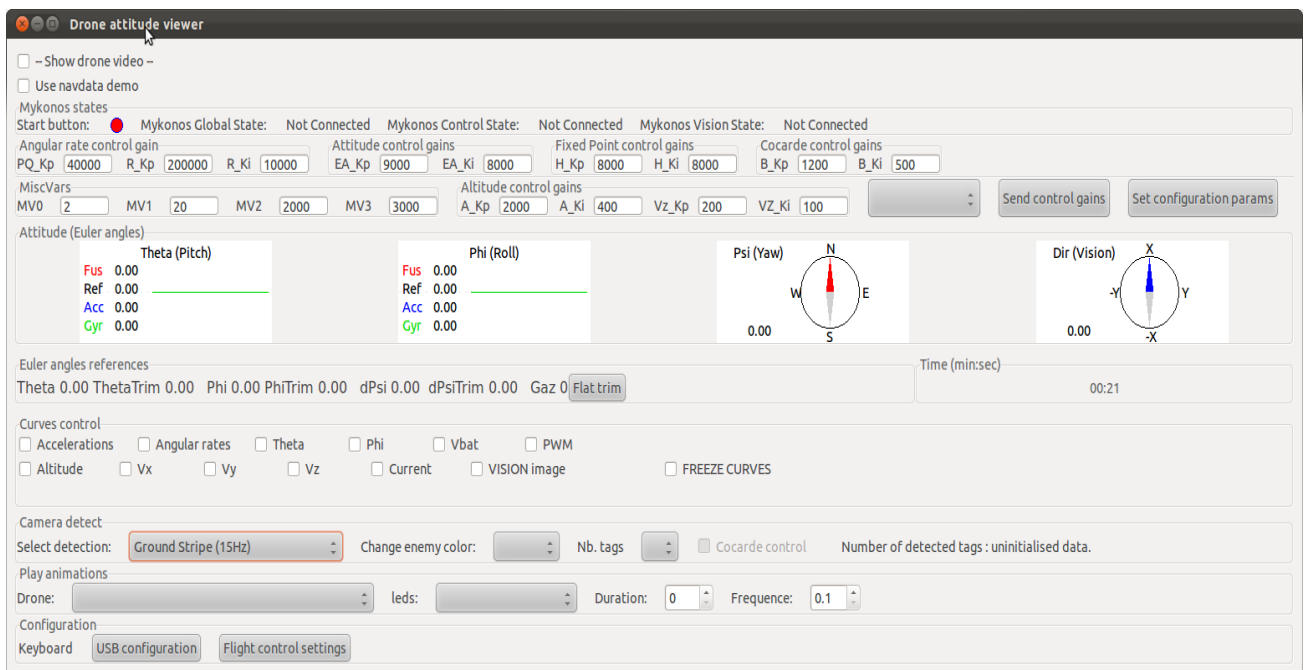 Drone attitude viewer
-- Show drone video --
Use navdata demo
Mykonos states
Start button: Mykonos Global State: Not Connected Mykonos Control State: Not Connected Mykonos Vision State: Not Connected
Angular rate control gain Attitude control gains Fixed Point control gains Cocarde control gains
PQ_Kp 40000 R_Kp 200000 R_Ki 10000 EA_Kp 9000 EA_Ki 8000 H_Kp 8000 H_Ki 8000 B_Kp 1200 B_Ki 500
MiscVars Altitude control gains
MV0 2 MV1 20 MV2 2000 MV3 3000 A_Kp 2000 A_Ki 400 Vz_Kp 200 VZ_Ki 100 Send control gains Set configuration params
Attitude (Euler angles)
Theta (Pitch) Phi (Roll) Psi (Yaw) N Dir (Vision) X
Fus 0.00 Fus 0.00
Ref 0.00 Ref 0.00 W E -Y Y
Acc 0.00 Acc 0.00
Gyr 0.00 Gyr 0.00 0.00 S 0.00 -X
Euler angles references Time (min:sec)
Theta 0.00 ThetaTrim 0.00 Phi 0.00 PhiTrim 0.00 dPsi 0.00 dPsiTrim 0.00 Gaz 0 Flat trim 00:21
Curves control
Accelerations Angular rates Theta Phi Vbat PWM
Altitude Vx Vy Vz Current VISION image FREEZE CURVES
Camera detect
Select detection: Ground Stripe (15Hz) Change enemy color: Nb. tags Cocarde control Number of detected tags : uninitialised data.
Play animations
Drone: leds: Duration: 0 Frequence: 0.1
Configuration
Keyboard USB configuration Flight control settings